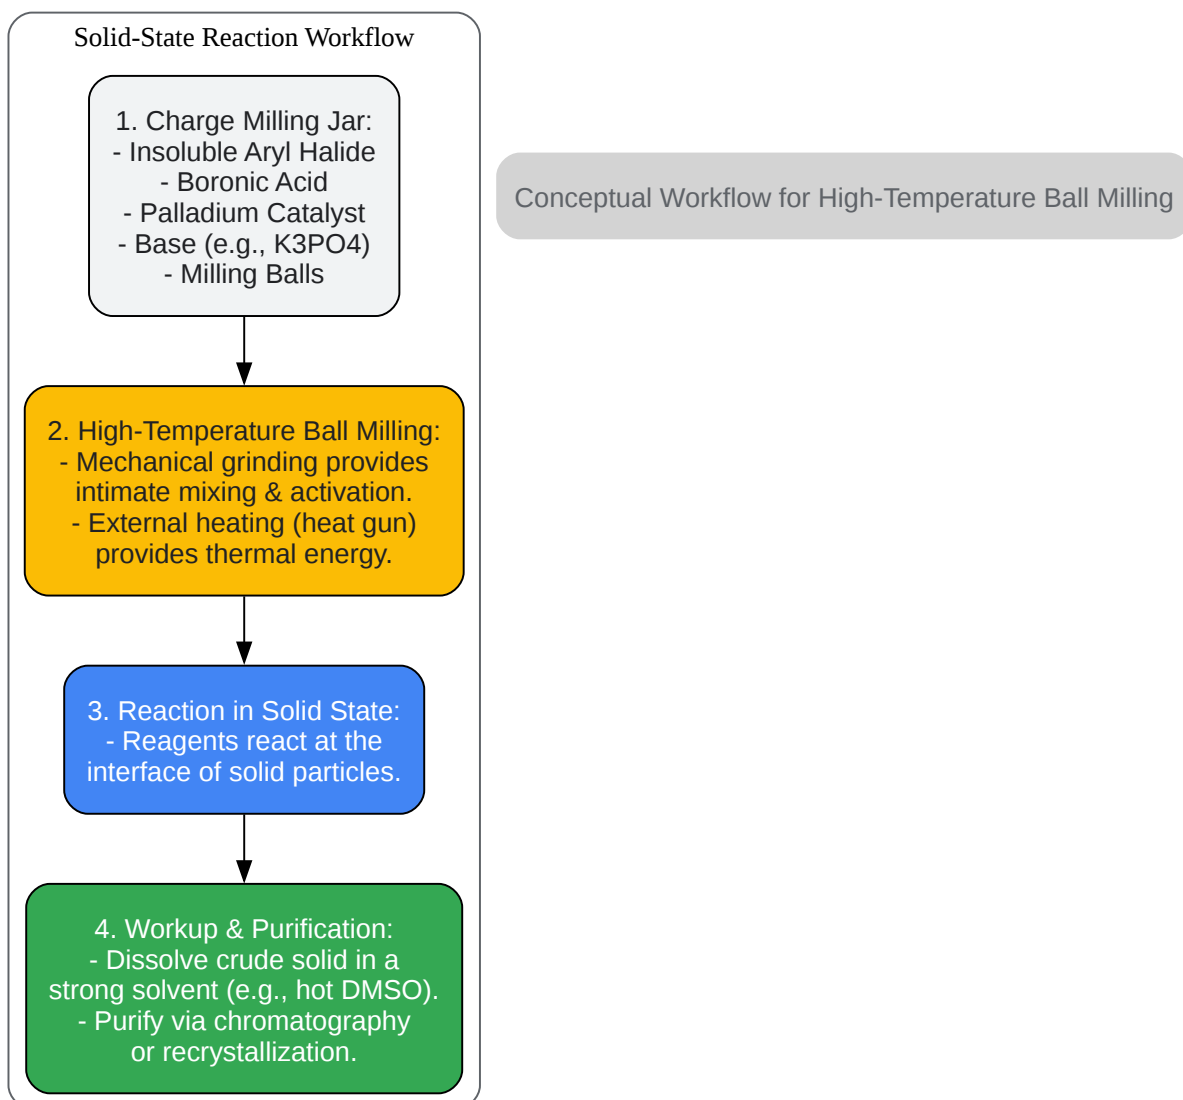 Solid-State Reaction Workflow
1. Charge Milling Jar:
- Insoluble Aryl Halide
- Boronic Acid
- Palladium Catalyst
- Base (e.g., K3PO4)
- Milling Balls
Conceptual Workflow for High-Temperature Ball Milling
2. High-Temperature Ball Milling:
- Mechanical grinding provides
intimate mixing & activation.
- External heating (heat gun)
provides thermal energy.
3. Reaction in Solid State:
- Reagents react at the
interface of solid particles.
4. Workup & Purification:
- Dissolve crude solid in a
strong solvent (e.g., hot DMSO).
- Purify via chromatography
or recrystallization.